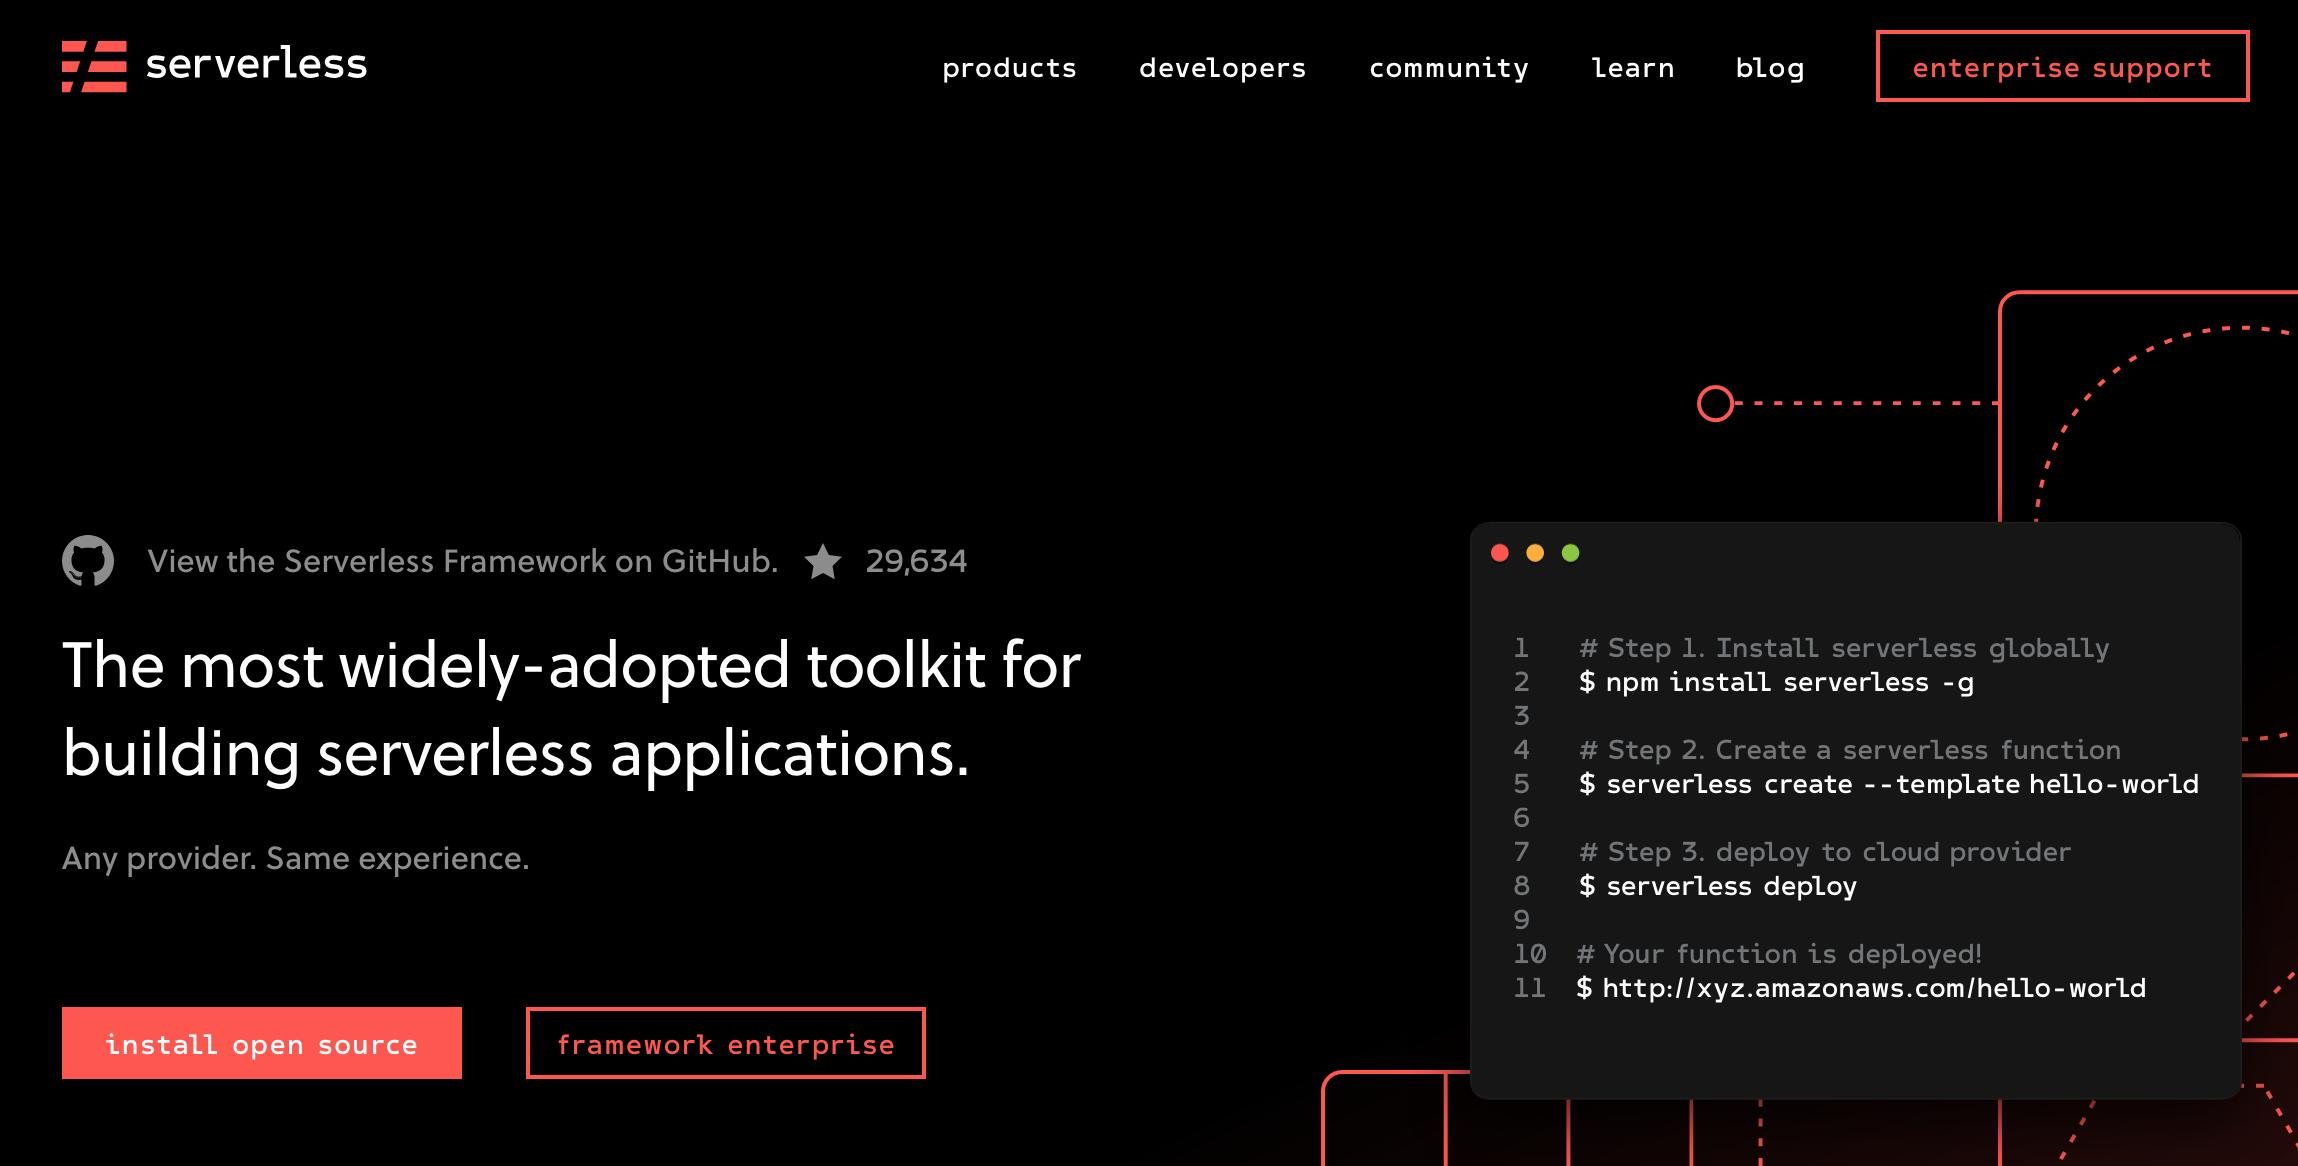 serverless
products
developers
community
learn
blog
enterprise support
View the Serverless Framework on GitHub. 29,634
The most widely-adopted toolkit for
building serverless applications.
Any provider. Same experience.
install open source
framework enterprise
1 # Step 1. Install serverless globally
2 $ npm install serverless -g
3
4 # Step 2. Create a serverless function
5 $ serverless create --template hello-world
6
7 # Step 3. deploy to cloud provider
8 $ serverless deploy
9
10 # Your function is deployed!
11 $ http://xyz.amazonaws.com/hello-world